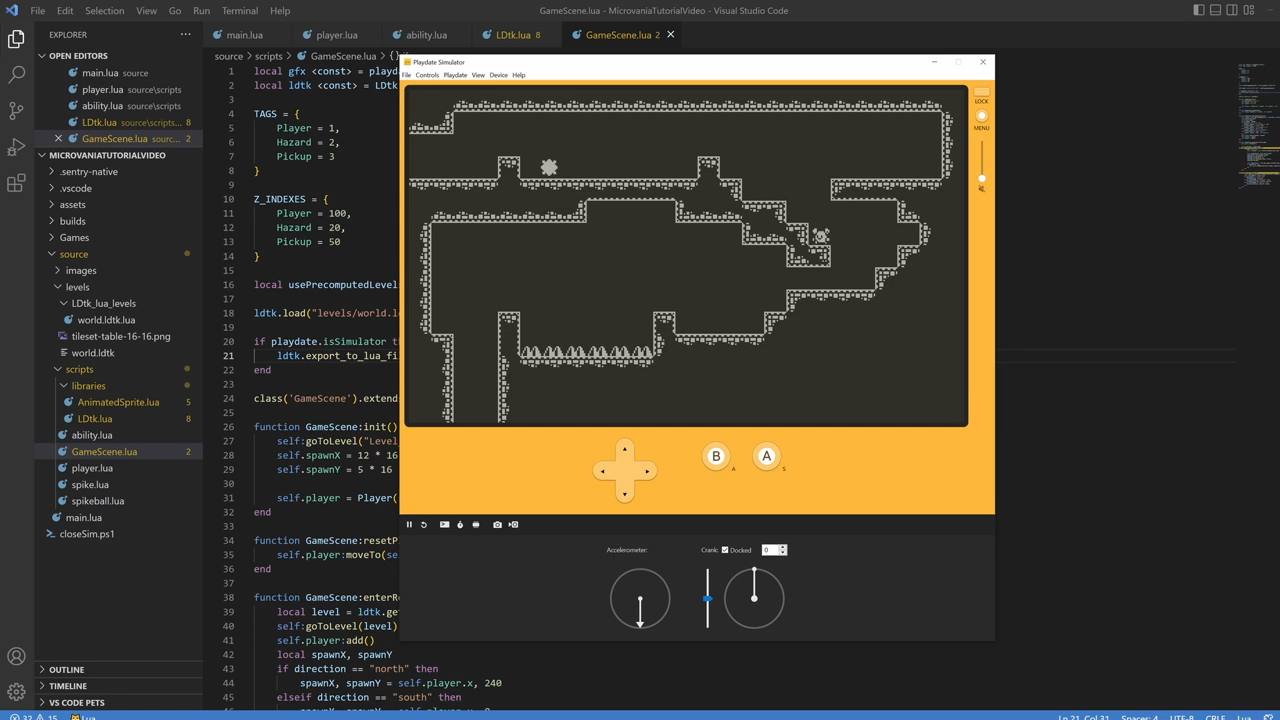 File Edit Selection View Go Run Terminal Help
GameScene.lua - MicrovaniaTutorialVideo - Visual Studio Code
EXPLORER
main.lua player.lua ability.lua LDtk.lua 8 GameScene.lua 2
OPEN EDITORS
main.lua source
player.lua source\scripts
ability.lua source\scripts
LDtk.lua source\scripts... 8
GameScene.lua sourc... 2
MICROVANIATUTORIALVIDEO
.sentry-native
.vscode
assets
builds
Games
source
images
levels
LDtk_lua_levels
world.ldtk.lua
tileset-table-16-16.png
world.ldtk
scripts
libraries
AnimatedSprite.lua 5
LDtk.lua 8
ability.lua
GameScene.lua 2
player.lua
spike.lua
spikeball.lua
main.lua
closeSim.ps1
OUTLINE
TIMELINE
VS CODE PETS
source > scripts > GameScene.lua >
1 local gfx <const> = playd
2 local ldtk <const> = LDtk
3
4 TAGS = {
5 Player = 1,
6 Hazard = 2,
7 Pickup = 3
8 }
9
10 Z_INDEXES = {
11 Player = 100,
12 Hazard = 20,
13 Pickup = 50
14 }
15
16 local usePrecomputedLevels
17
18 ldtk.load("levels/world.l
19
20 if playdate.isSimulator th
21 ldtk.export_to_lua_fi
22 end
23
24 class('GameScene').extend
25
26 function GameScene:init()
27 self:goToLevel("Level_
28 self.spawnX = 12 * 16
29 self.spawnY = 5 * 16
30
31 self.player = Player(
32 end
33
34 function GameScene:resetP
35 self.player:moveTo(se
36 end
37
38 function GameScene:enterRo
39 local level = ldtk.ge
40 self:goToLevel(level)
41 self.player:add()
42 local spawnX, spawnY
43 if direction == "north" then
44 spawnX, spawnY = self.player.x, 240
45 elseif direction == "south" then
Playdate Simulator
File Controls Playdate View Device Help
LOCK
MENU
B A
A S
Accelerometer:
Crank: Docked 0
32 15 Lua
Ln 21, Col 31 Spaces: 4 UTF-8 CRLF Lua